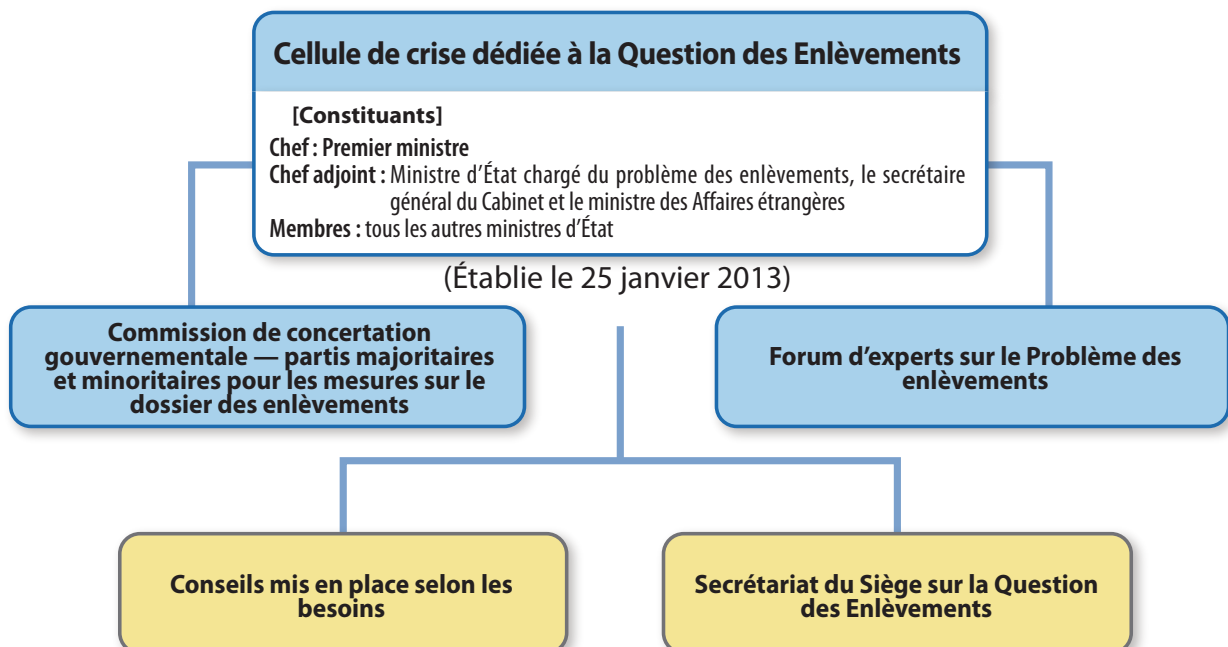 Cellule de crise dédiée à la Question des Enlèvements
[Constituants]
Chef : Premier ministre
Chef adjoint : Ministre d’État chargé du problème des enlèvements, le secrétaire
général du Cabinet et le ministre des Affaires étrangères
Membres : tous les autres ministres d’État
(Établie le 25 janvier 2013)
Commission de concertation
gouvernementale — partis majoritaires
et minoritaires pour les mesures sur le
dossier des enlèvements
Forum d’experts sur le Problème des
enlèvements
Conseils mis en place selon les
besoins
Secrétariat du Siège sur la Question
des Enlèvements